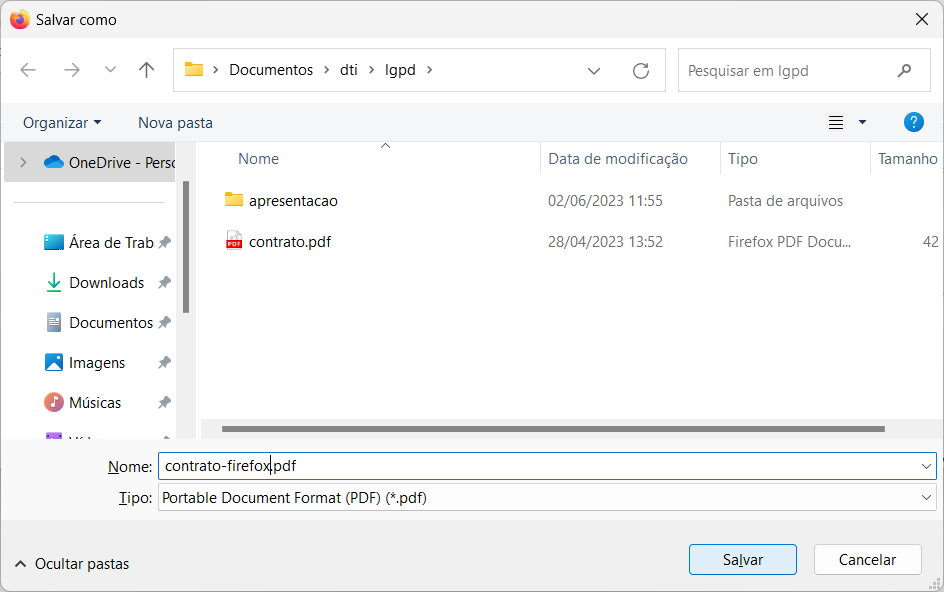 Salvar como
Documentos dti lgpd
Pesquisar em lgpd
Organizar Nova pasta
?
OneDrive - Perso
Nome Data de modificação Tipo Tamanho
apresentacao 02/06/2023 11:55 Pasta de arquivos
PDF contrato.pdf 28/04/2023 13:52 Firefox PDF Docu... 42
Área de Trab
Downloads
Documentos
Imagens
Músicas
Nome: contrato-firefox.pdf
Tipo: Portable Document Format (PDF) (*.pdf)
Ocultar pastas
Salvar Cancelar